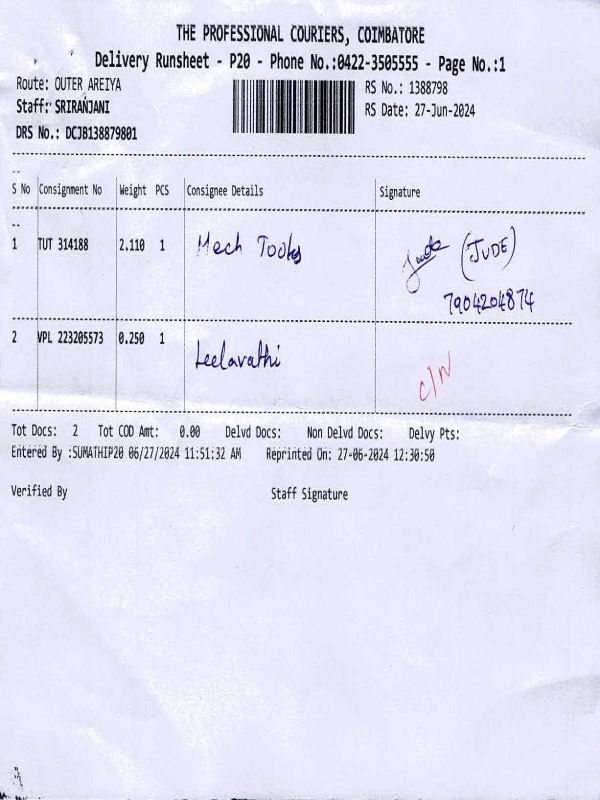 THE PROFESSIONAL COURIERS, COIMBATORE
Delivery Runsheet - P20 - Phone No.:0422-3505555 - Page No.:1
Route: OUTER AREIYA RS No.: 1388798
Staff: SRIRANJANI RS Date: 27-Jun-2024
DRS No.: DCJB138879801
S No Consignment No Weight PCS Consignee Details Signature
1 TUT 314188 2.110 1 Mech Tools Jude (JUDE)
7904204874
2 VPL 223205573 0.250 1 Leelavathi
C/N
Tot Docs: 2 Tot COD Amt: 0.00 Delvd Docs: Non Delvd Docs: Delvy Pts:
Entered By :SUMATHIP20 06/27/2024 11:51:32 AM Reprinted On: 27-06-2024 12:30:50
Verified By Staff Signature